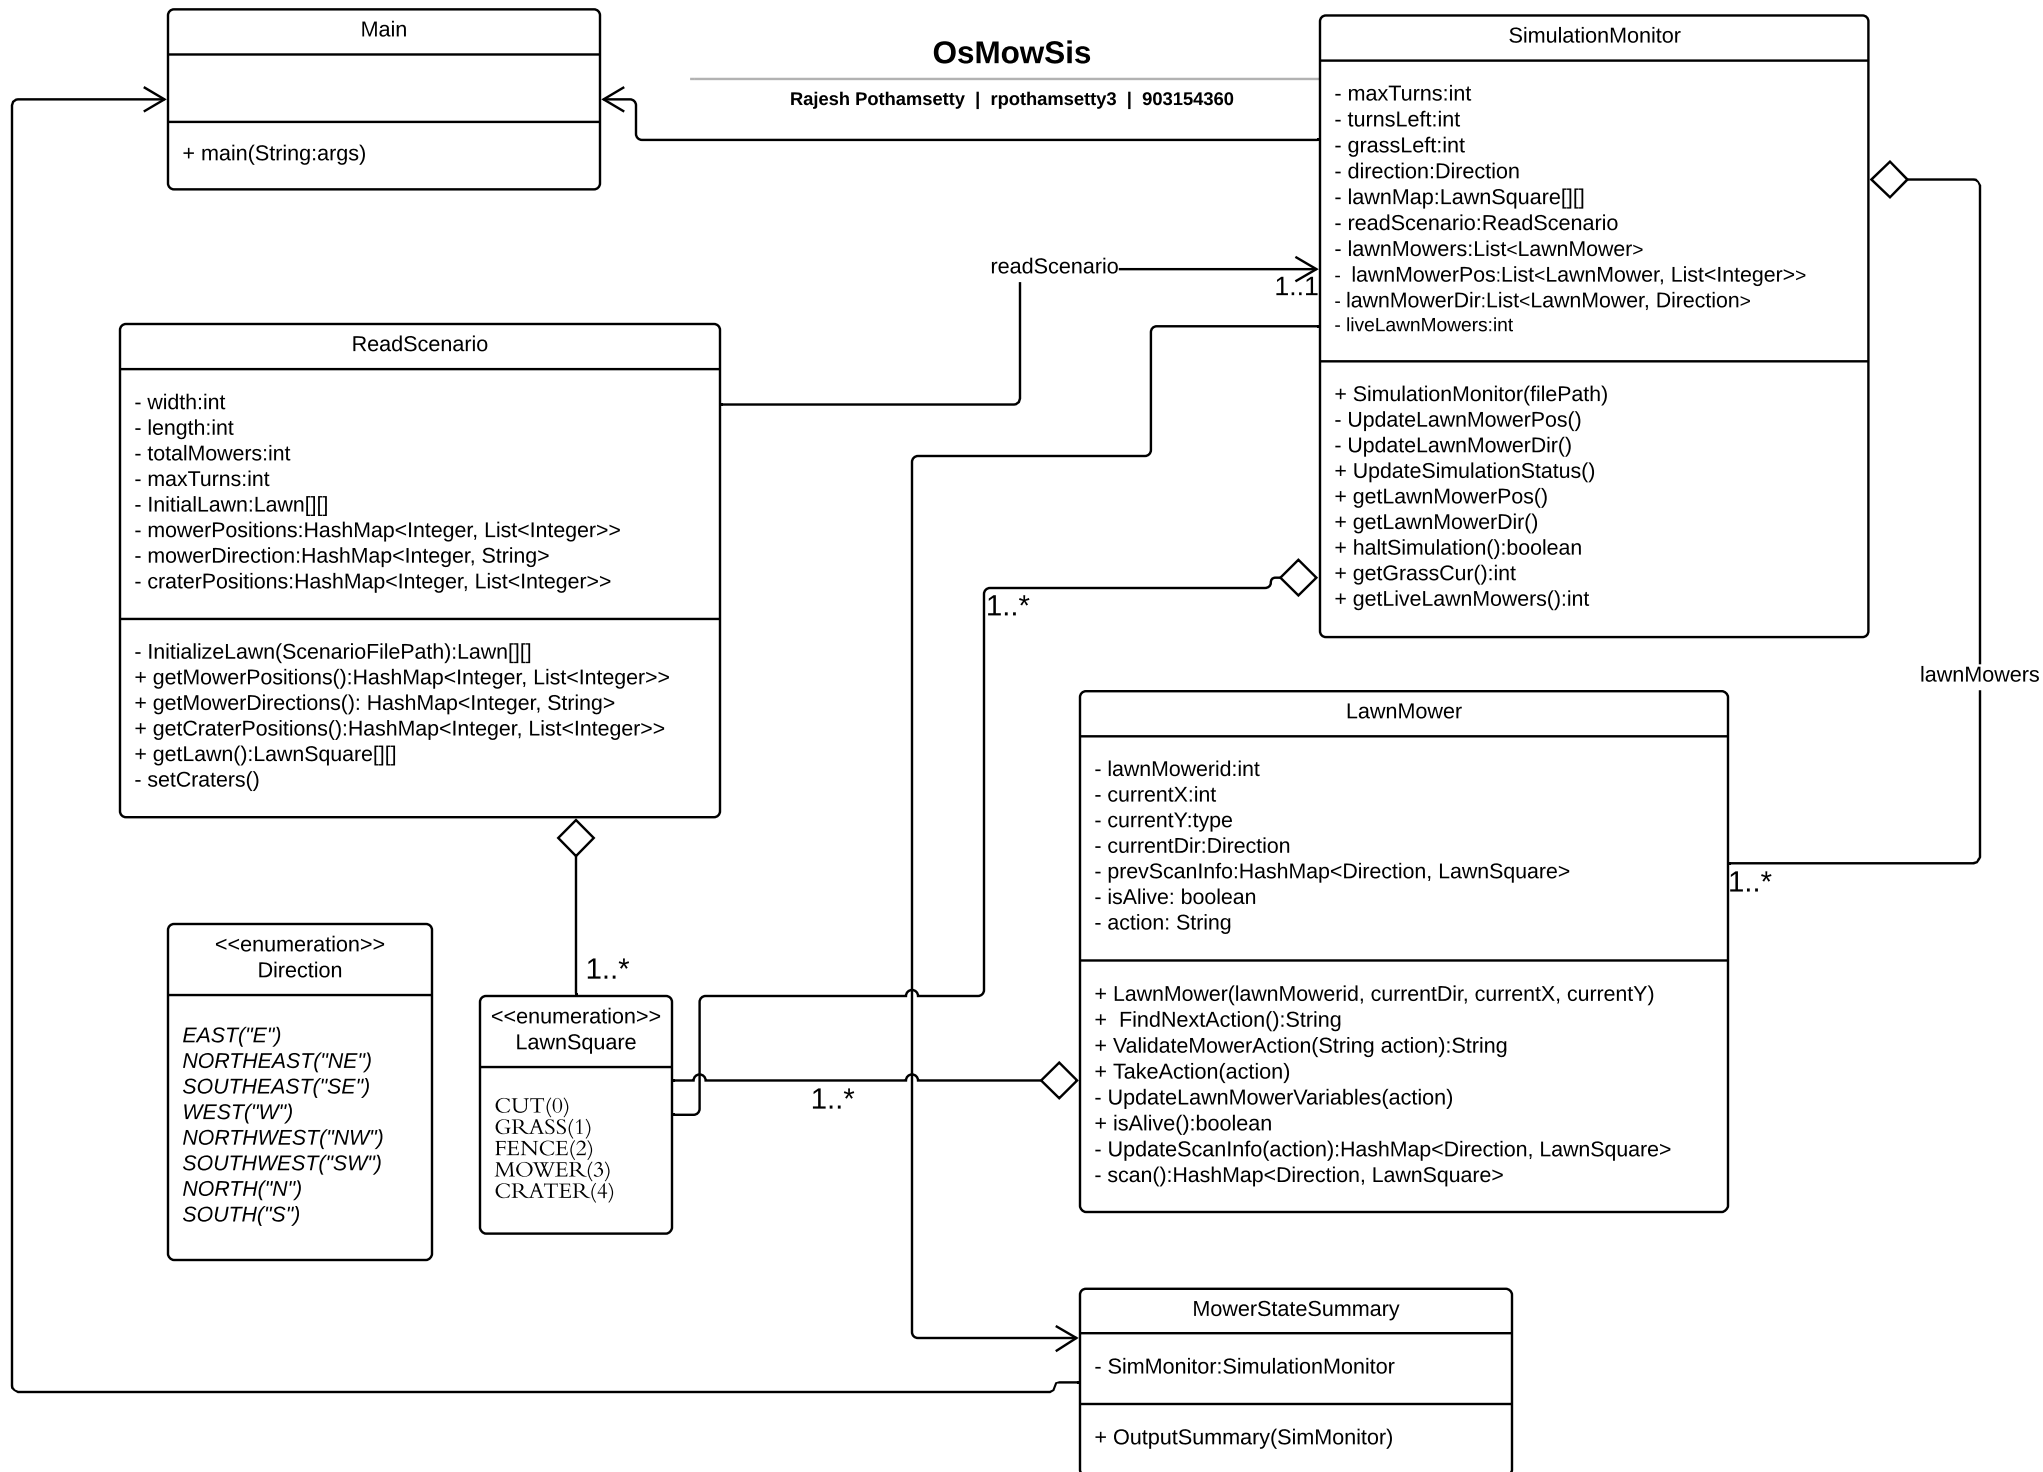 OsMowSis
Rajesh Pothamsetty | rpothamsetty3 | 903154360
Main
+ main(String:args)
SimulationMonitor
- maxTurns:int
- turnsLeft:int
- grassLeft:int
- direction:Direction
- lawnMap:LawnSquare[][]
- readScenario:ReadScenario
- lawnMowers:List<LawnMower>
- lawnMowerPos:List<LawnMower, List<Integer>>
- lawnMowerDir:List<LawnMower, Direction>
- liveLawnMowers:int
+ SimulationMonitor(filePath)
- UpdateLawnMowerPos()
- UpdateLawnMowerDir()
+ UpdateSimulationStatus()
+ getLawnMowerPos()
+ getLawnMowerDir()
+ haltSimulation():boolean
+ getGrassCur():int
+ getLiveLawnMowers():int
readScenario
1..1
ReadScenario
- width:int
- length:int
- totalMowers:int
- maxTurns:int
- InitialLawn:Lawn[][]
- mowerPositions:HashMap<Integer, List<Integer>>
- mowerDirection:HashMap<Integer, String>
- craterPositions:HashMap<Integer, List<Integer>>
- InitializeLawn(ScenarioFilePath):Lawn[][]
+ getMowerPositions():HashMap<Integer, List<Integer>>
+ getMowerDirections(): HashMap<Integer, String>
+ getCraterPositions():HashMap<Integer, List<Integer>>
+ getLawn():LawnSquare[][]
- setCraters()
1..*
lawnMowers
LawnMower
- lawnMowerid:int
- currentX:int
- currentY:type
- currentDir:Direction
- prevScanInfo:HashMap<Direction, LawnSquare>
- isAlive: boolean
- action: String
+ LawnMower(lawnMowerid, currentDir, currentX, currentY)
+ FindNextAction():String
+ ValidateMowerAction(String action):String
+ TakeAction(action)
- UpdateLawnMowerVariables(action)
+ isAlive():boolean
- UpdateScanInfo(action):HashMap<Direction, LawnSquare>
- scan():HashMap<Direction, LawnSquare>
1..*
1..*
<<enumeration>>
Direction
EAST("E")
NORTHEAST("NE")
SOUTHEAST("SE")
WEST("W")
NORTHWEST("NW")
SOUTHWEST("SW")
NORTH("N")
SOUTH("S")
<<enumeration>>
LawnSquare
CUT(0)
GRASS(1)
FENCE(2)
MOWER(3)
CRATER(4)
1..*
MowerStateSummary
- SimMonitor:SimulationMonitor
+ OutputSummary(SimMonitor)